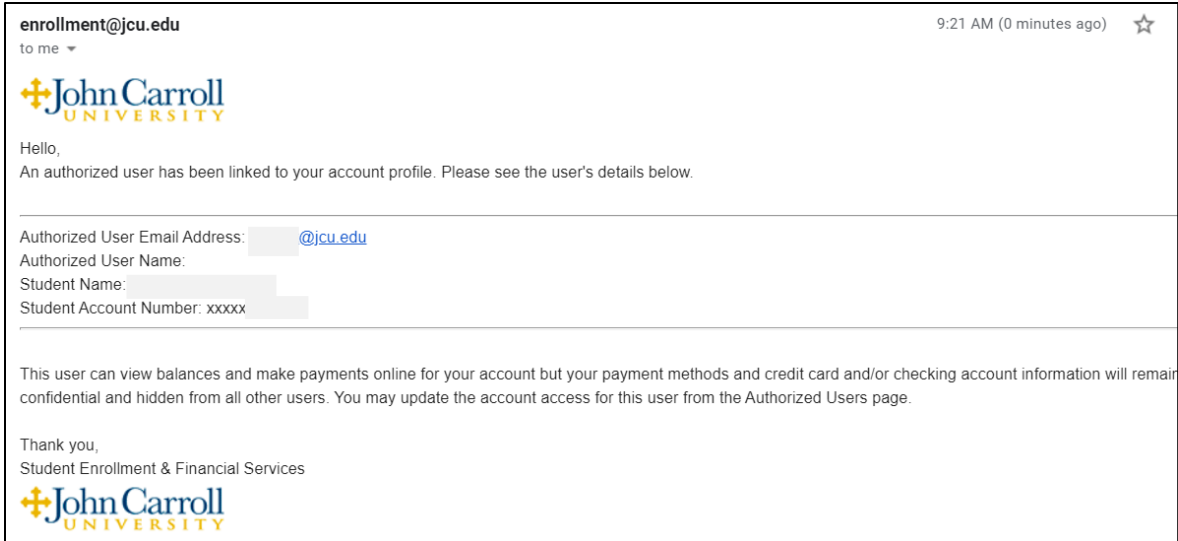 enrollment@jcu.edu
9:21 AM (0 minutes ago)
to me
John Carroll
UNIVERSITY
Hello,
An authorized user has been linked to your account profile. Please see the user's details below.
Authorized User Email Address: @jcu.edu
Authorized User Name:
Student Name:
Student Account Number: xxxxx
This user can view balances and make payments online for your account but your payment methods and credit card and/or checking account information will remain
confidential and hidden from all other users. You may update the account access for this user from the Authorized Users page.
Thank you,
Student Enrollment & Financial Services
John Carroll
UNIVERSITY